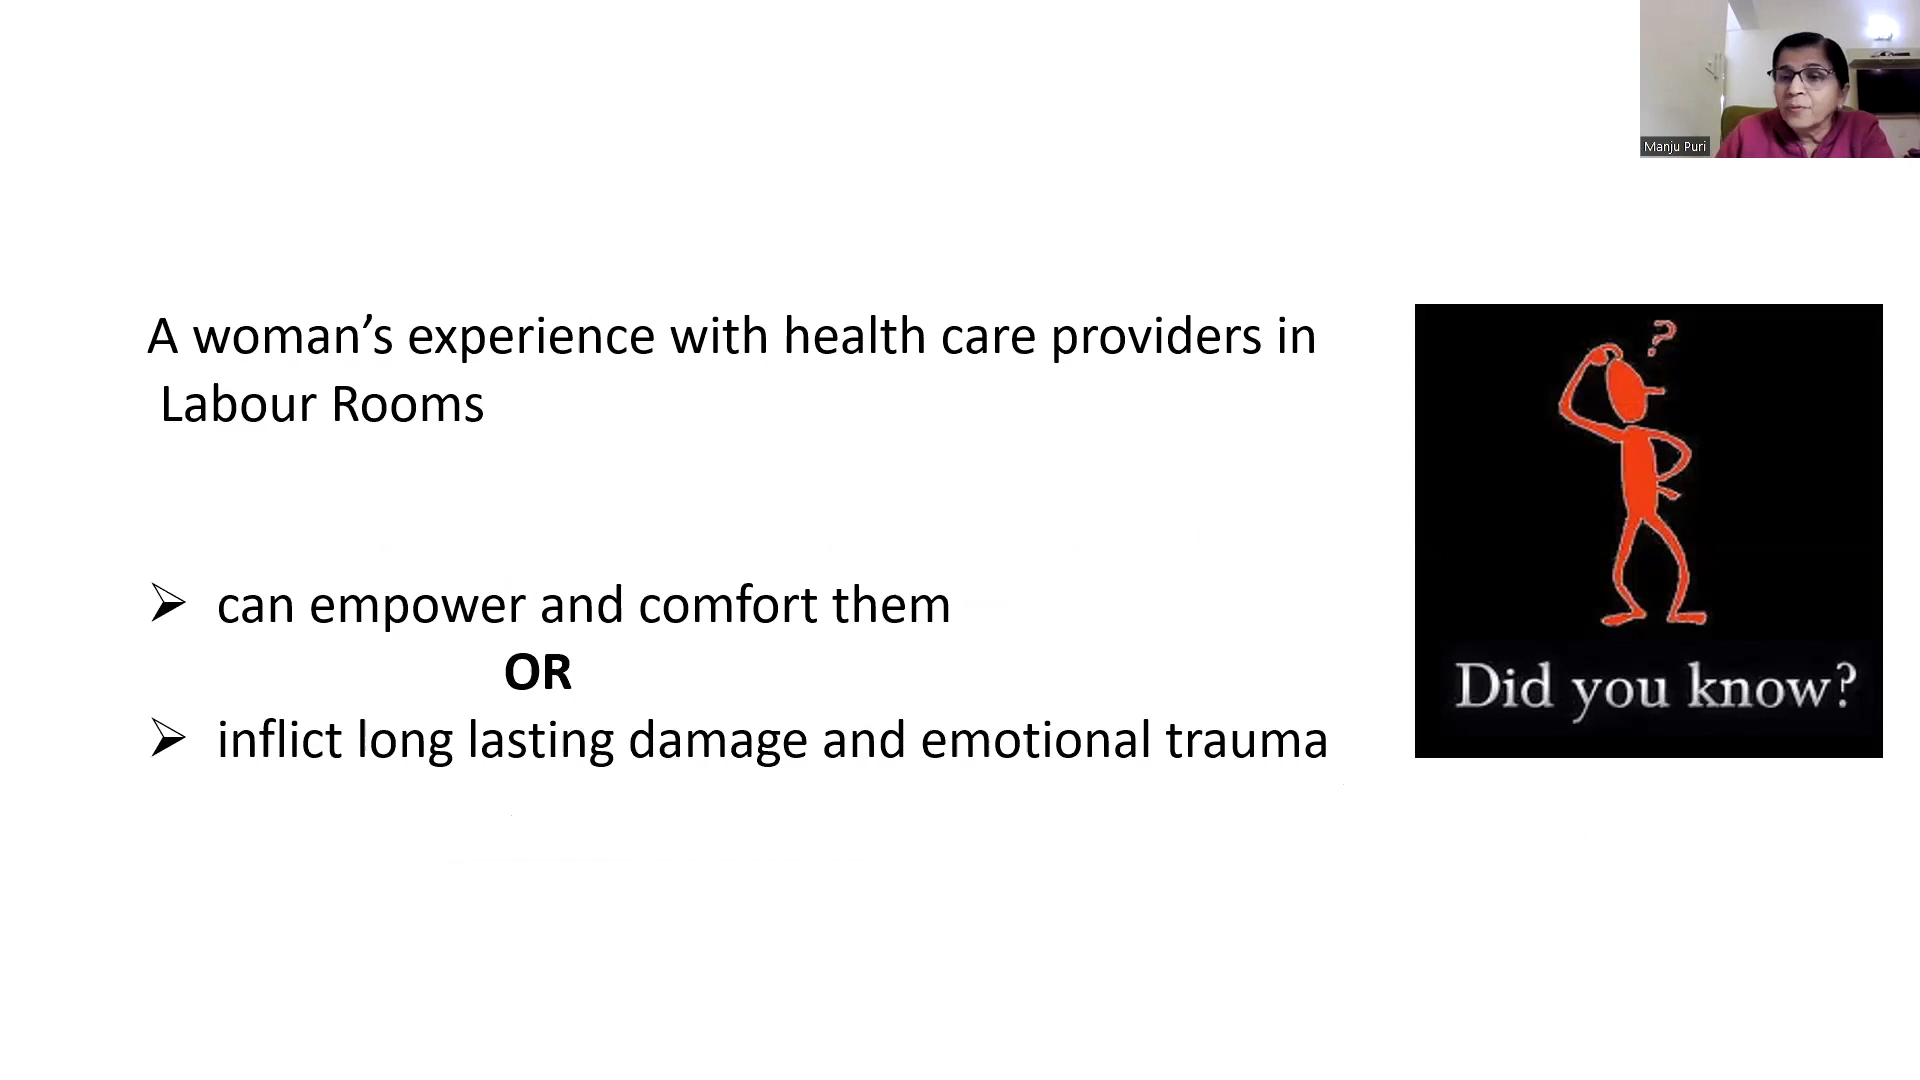 Manju Puri
A woman’s experience with health care providers in
Labour Rooms
➢ can empower and comfort them
OR
➢ inflict long lasting damage and emotional trauma
?
Did you know?